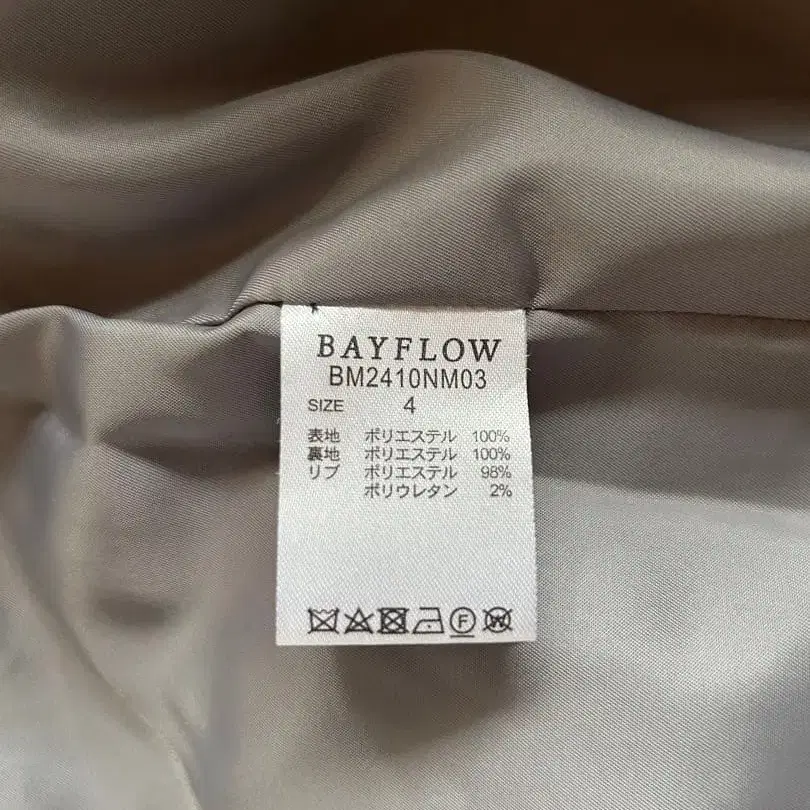 BAYFLOW
BM2410NM03
SIZE 4
表地 ポリエステル 100%
裏地 ポリエステル 100%
リブ ポリエステル 98%
ポリウレタン 2%
F
W